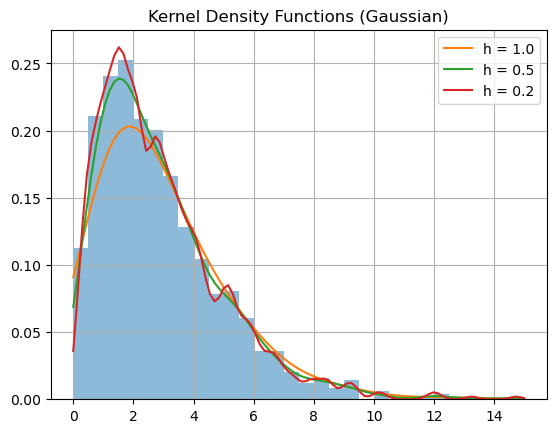 Kernel Density Functions (Gaussian)
h = 1.0
h = 0.5
h = 0.2
0.25
0.20
0.15
0.10
0.05
0.00
0 2 4 6 8 10 12 14